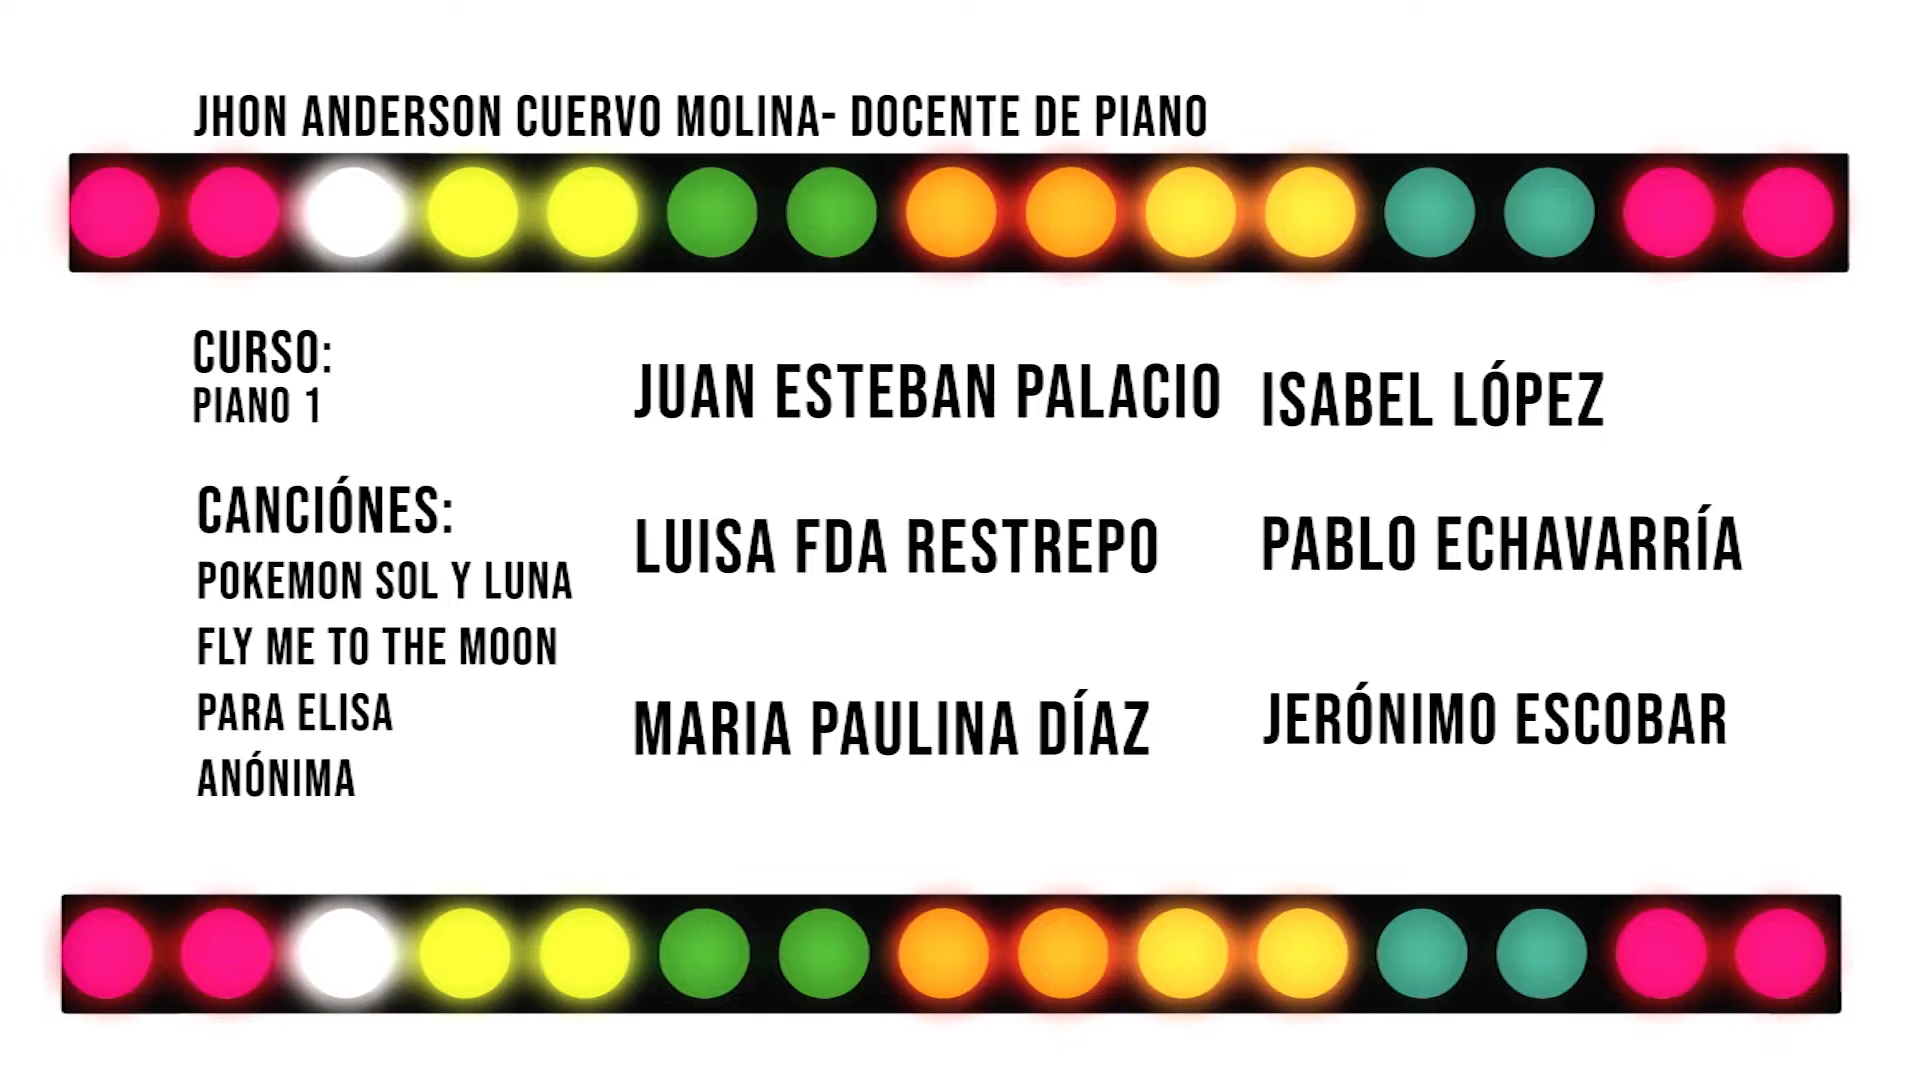 JHON ANDERSON CUERVO MOLINA- DOCENTE DE PIANO
CURSO:
PIANO 1
CANCIÓNES:
POKEMON SOL Y LUNA
FLY ME TO THE MOON
PARA ELISA
ANÓNIMA
JUAN ESTEBAN PALACIO
LUISA FDA RESTREPO
MARIA PAULINA DÍAZ
ISABEL LÓPEZ
PABLO ECHAVARRÍA
JERÓNIMO ESCOBAR